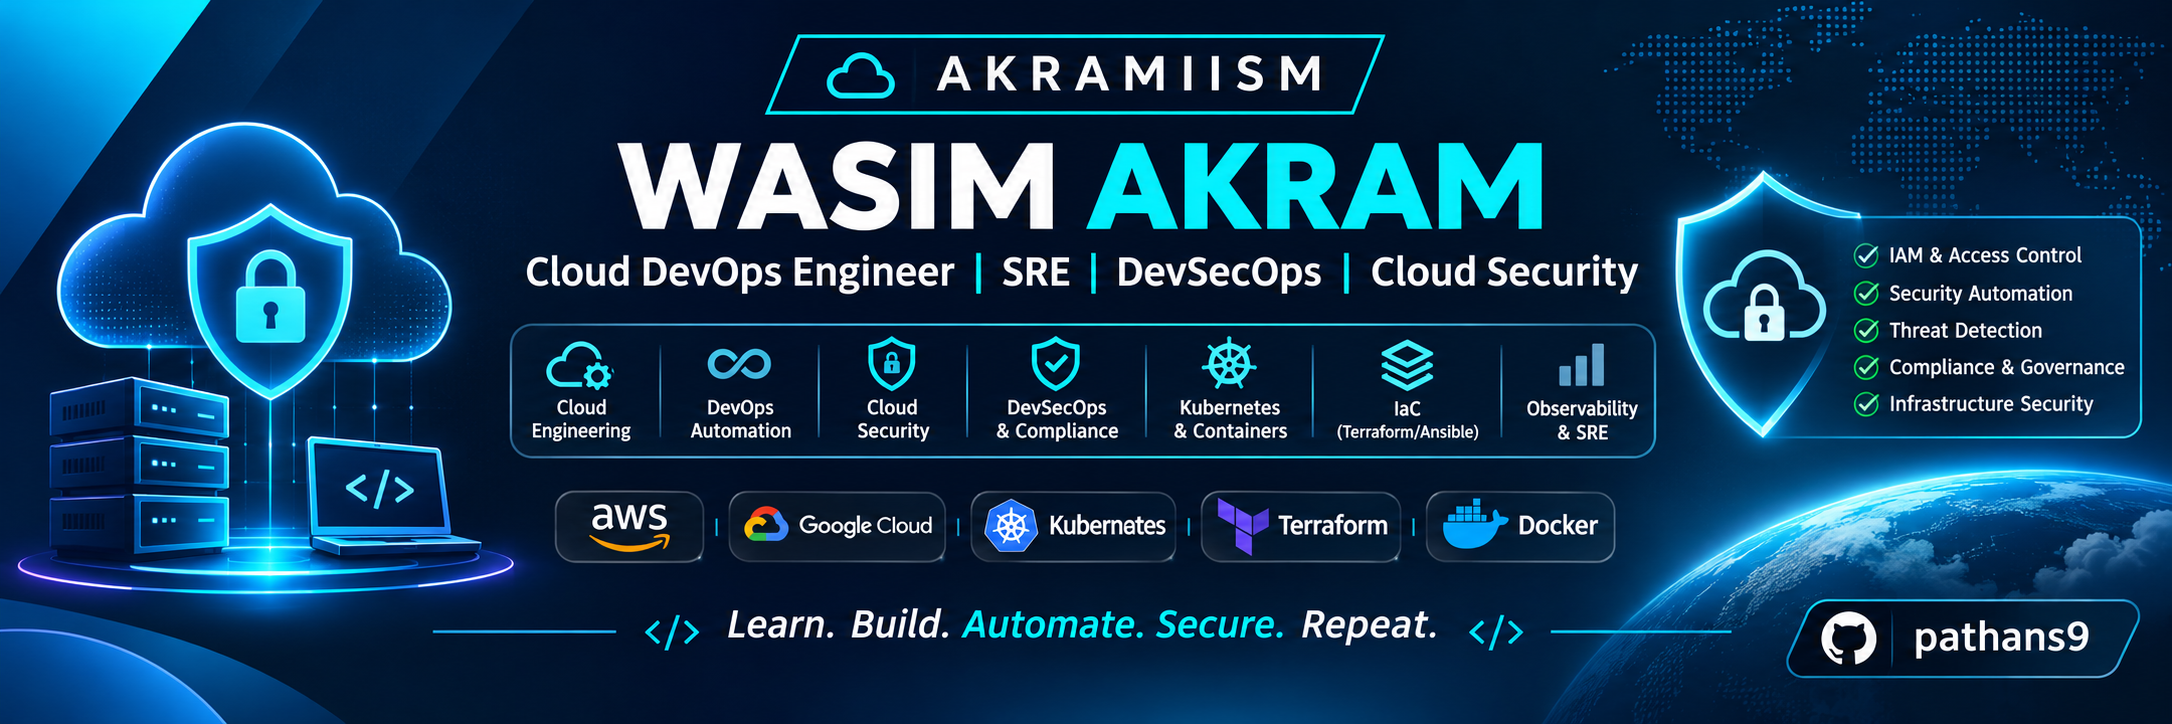 AKRAMIISM
WASIM AKRAM
Cloud DevOps Engineer | SRE | DevSecOps | Cloud Security
Cloud
Engineering
DevOps
Automation
Cloud
Security
DevSecOps
& Compliance
Kubernetes
& Containers
IaC
(Terraform/Ansible)
Observability
& SRE
IAM & Access Control
Security Automation
Threat Detection
Compliance & Governance
Infrastructure Security
</>
aws
Google Cloud
Kubernetes
Terraform
Docker
</> Learn. Build. Automate. Secure. Repeat. </>
pathans9